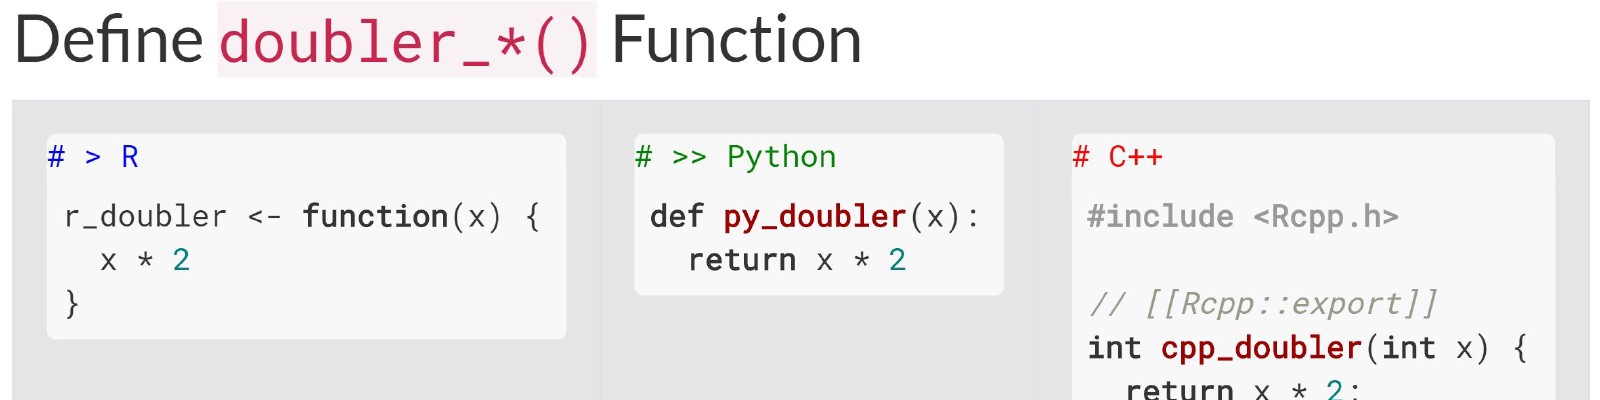 Define doubler_*() Function
# > R
r_doubler <- function(x) {
  x * 2
}
# >> Python
def py_doubler(x):
  return x * 2
# C++
#include <Rcpp.h>
// [[Rcpp::export]]
int cpp_doubler(int x) {
  return x * 2;